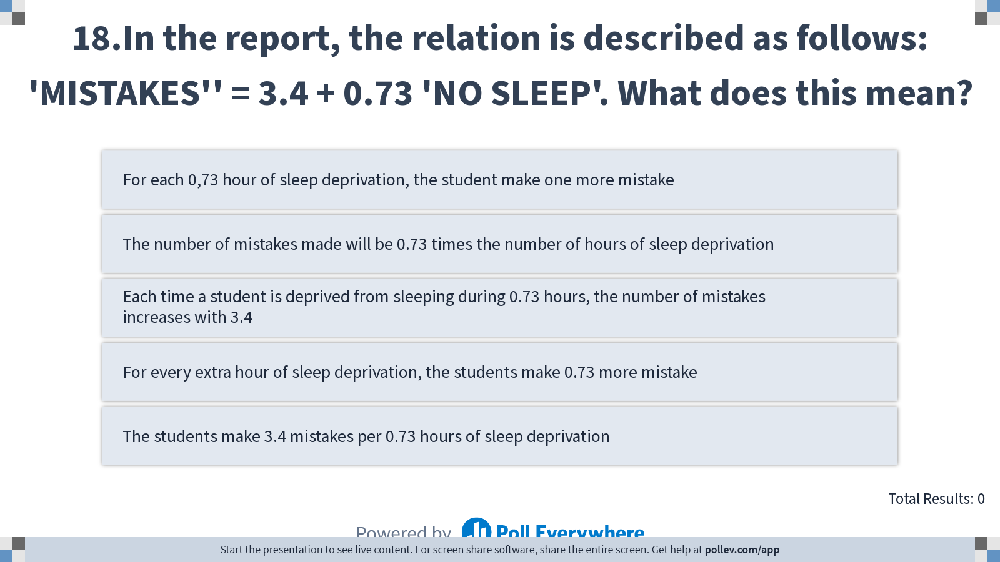 18.In the report, the relation is described as follows:
'MISTAKES'' = 3.4 + 0.73 'NO SLEEP'. What does this mean?
For each 0,73 hour of sleep deprivation, the student make one more mistake
The number of mistakes made will be 0.73 times the number of hours of sleep deprivation
Each time a student is deprived from sleeping during 0.73 hours, the number of mistakes
increases with 3.4
For every extra hour of sleep deprivation, the students make 0.73 more mistake
The students make 3.4 mistakes per 0.73 hours of sleep deprivation
Total Results: 0
Powered by Poll Everywhere
Start the presentation to see live content. For screen share software, share the entire screen. Get help at pollev.com/app